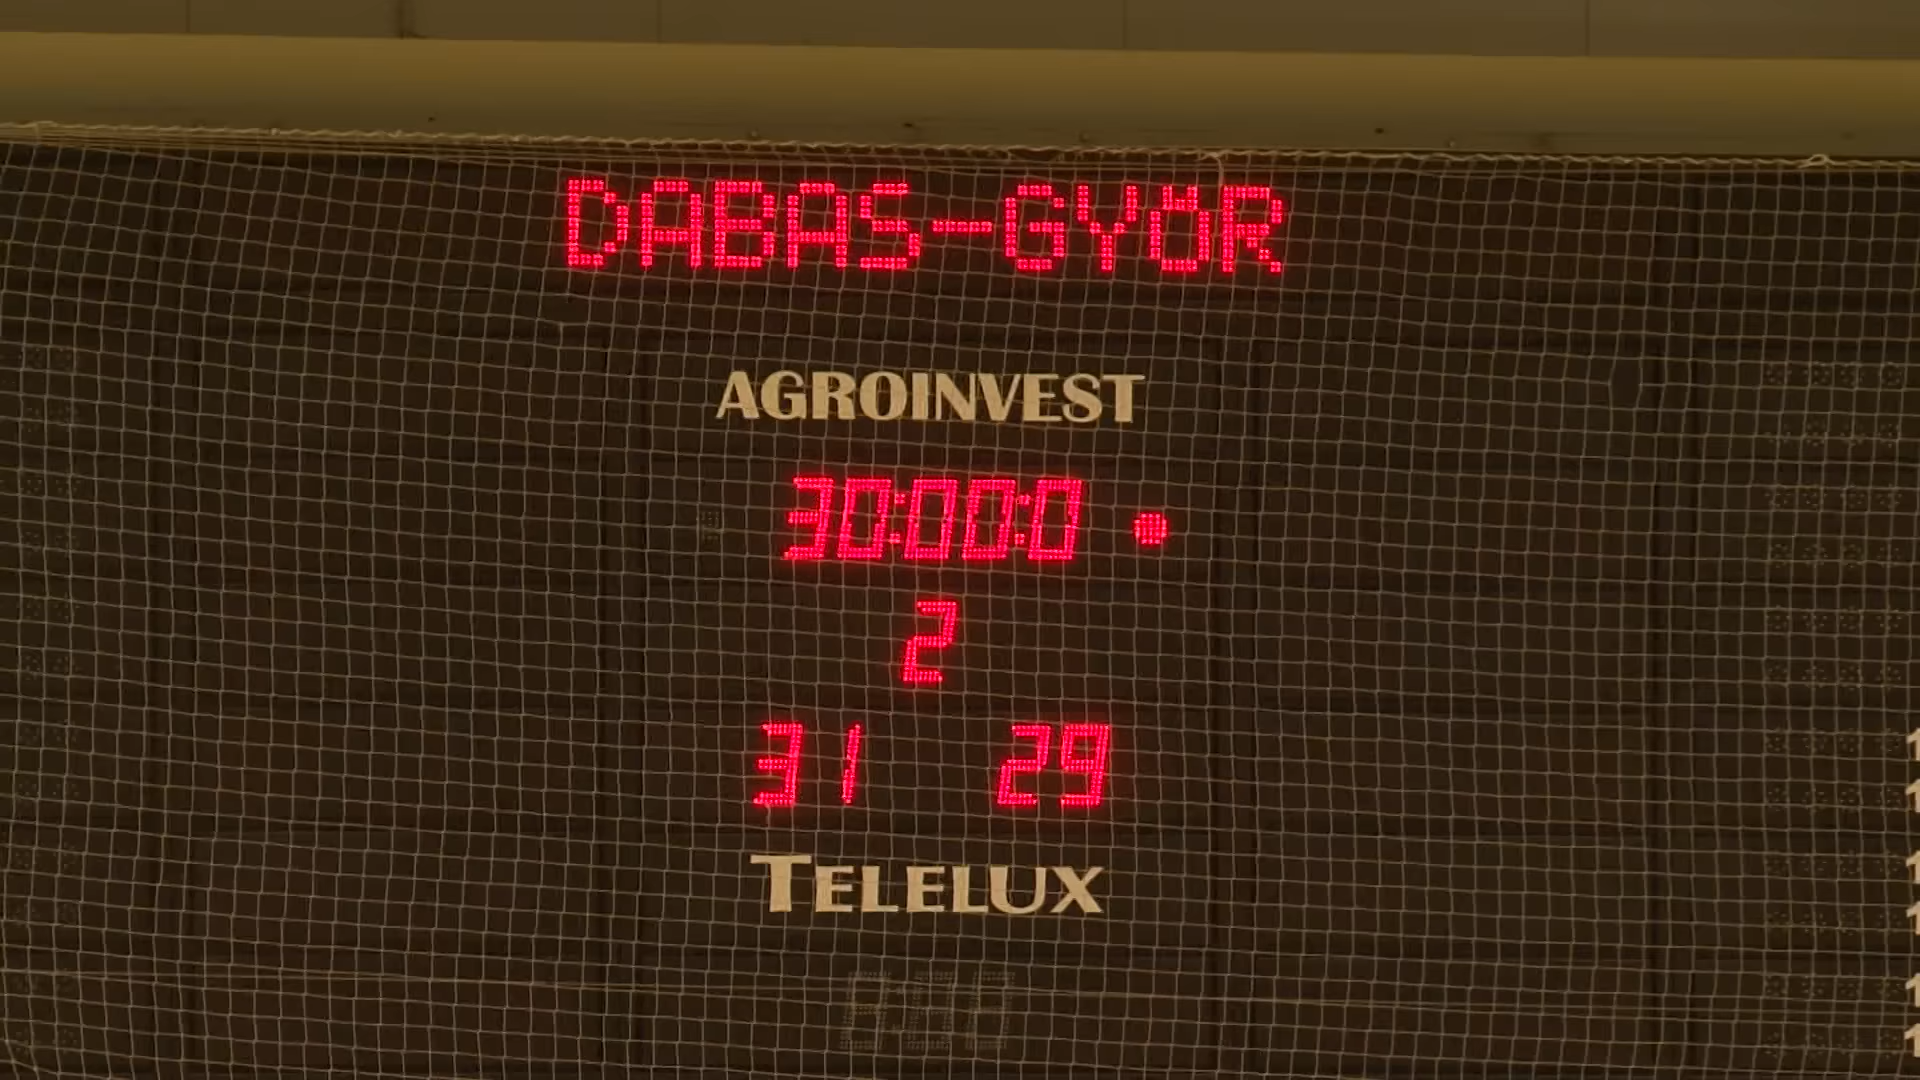 DABAS-GYŐR
AGROINVEST
30:00:0
2
31 29
TELELUX